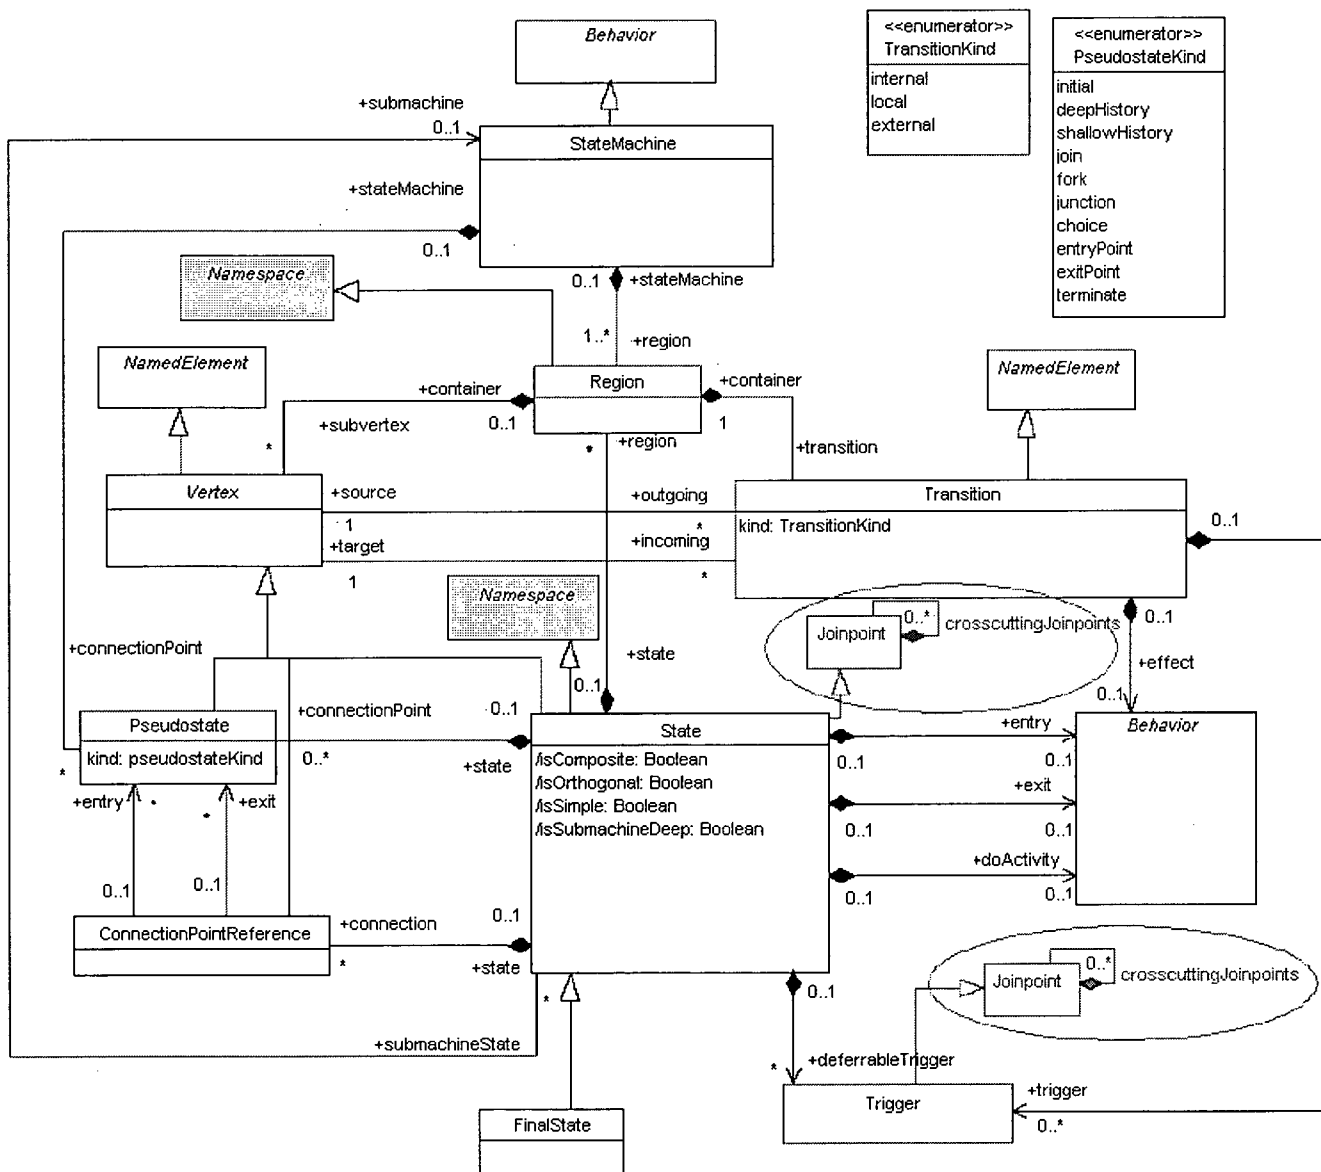 Behavior
<<enumerator>>
TransitionKind
internal
local
external
<<enumerator>>
PseudostateKind
initial
deepHistory
shallowHistory
join
fork
junction
choice
entryPoint
exitPoint
terminate
+submachine
0..1
StateMachine
+stateMachine
0..1
Namespace
0..1
+stateMachine
1..*
+region
NamedElement
+container
Region
+container
NamedElement
0..1
+subvertex
+region
1
*
*
+transition
Vertex
+source
+outgoing
Transition
1
*
kind: TransitionKind
0..1
+target
+incoming
1
*
Namespace
Joinpoint
0..*
crosscuttingJoinpoints
0..1
+connectionPoint
+state
+effect
0..1
0..1
Pseudostate
+connectionPoint
0..1
State
+entry
Behavior
kind: pseudostateKind
0..*
+state
/isComposite: Boolean
0..1
0..1
*
/isOrthogonal: Boolean
+entry
*
+exit
*
+exit
/isSimple: Boolean
/isSubmachineDeep: Boolean
0..1
0..1
+doActivity
0..1
0..1
0..1
0..1
+connection
0..1
ConnectionPointReference
*
+state
0..*
Joinpoint
crosscuttingJoinpoints
*
0..1
+submachineState
*
+deferrableTrigger
Trigger
+trigger
0..*
FinalState